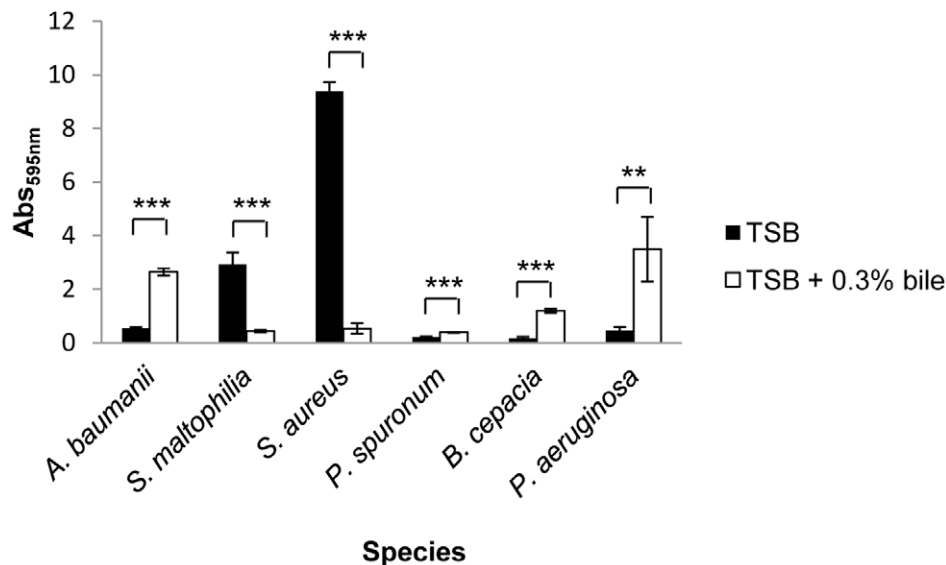 12
10
8
6
4
2
0
Abs595nm
***
***
***
***
***
**
A. baumanii
S. maltophilia
S. aureus
P. spuronum
B. cepacia
P. aeruginosa
Species
TSB
TSB + 0.3% bile